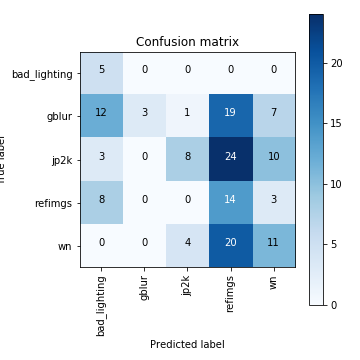 Confusion matrix
bad_lighting 5 0 0 0 0
gblur 12 3 1 19 7
jp2k 3 0 8 24 10
refimgs 8 0 0 14 3
wn 0 0 4 20 11
bad_lighting gblur jp2k refimgs wn
Predicted label
True label
20
15
10
5
0